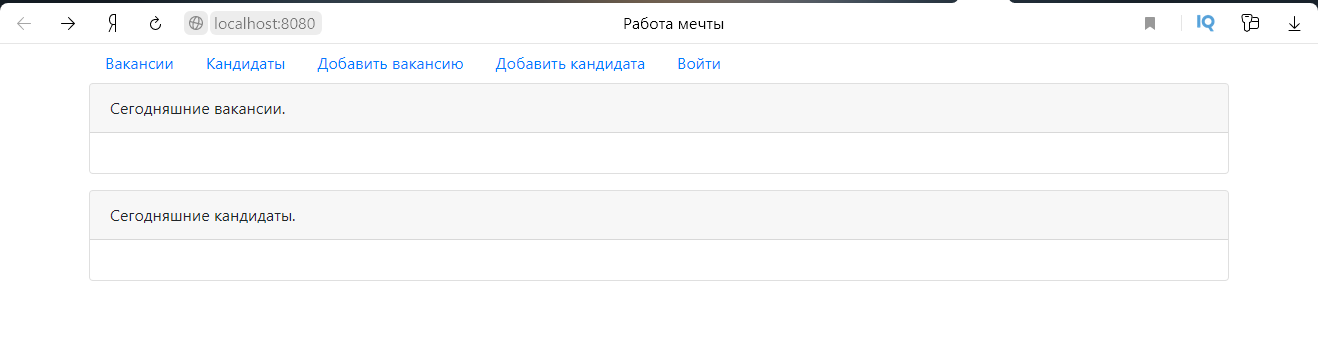 Я localhost:8080 Работа мечты IQ
Вакансии Кандидаты Добавить вакансию Добавить кандидата Войти
Сегодняшние вакансии.
Сегодняшние кандидаты.